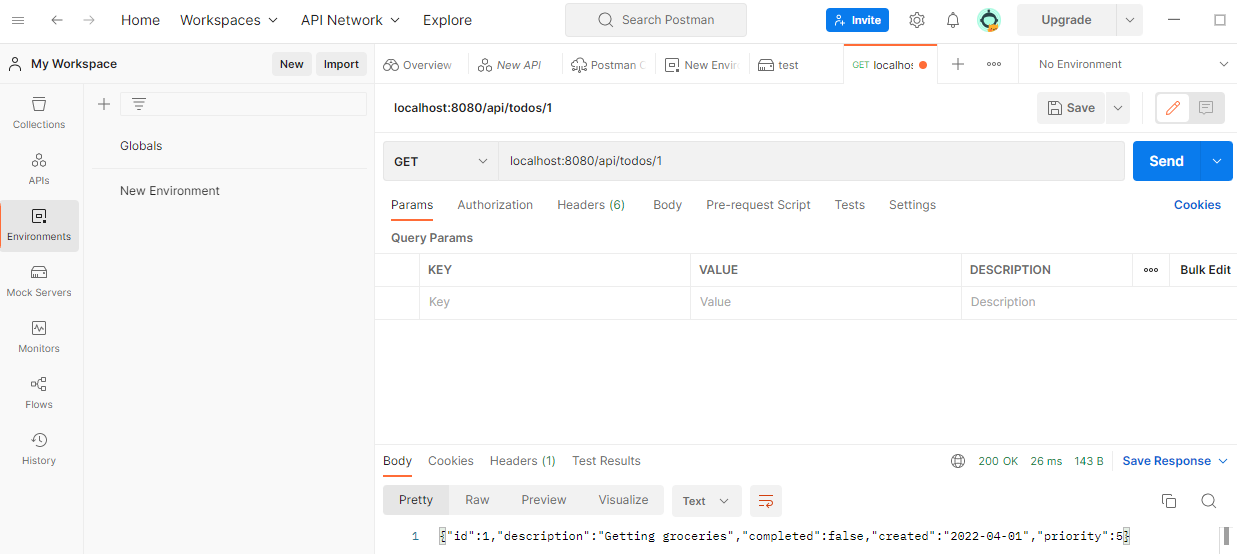 Home Workspaces API Network Explore Search Postman Invite Upgrade
My Workspace New Import Overview New API Postman C New Envir test GET localhos No Environment
Collections
APIs
Environments
Mock Servers
Monitors
Flows
History
Globals
New Environment
localhost:8080/api/todos/1 Save
GET localhost:8080/api/todos/1 Send
Params Authorization Headers (6) Body Pre-request Script Tests Settings Cookies
Query Params
KEY VALUE DESCRIPTION Bulk Edit
Key Value Description
Body Cookies Headers (1) Test Results 200 OK 26 ms 143 B Save Response
Pretty Raw Preview Visualize Text
1 {"id":1,"description":"Getting groceries","completed":false,"created":"2022-04-01","priority":5}